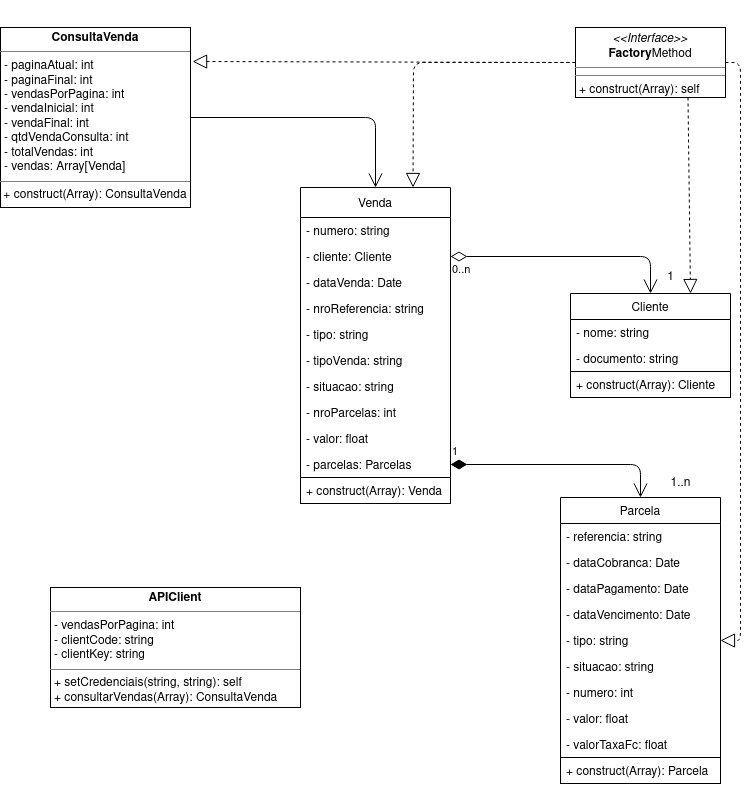 ConsultaVenda
- paginaAtual: int
- paginaFinal: int
- vendasPorPagina: int
- vendaInicial: int
- vendaFinal: int
- qtdVendaConsulta: int
- totalVendas: int
- vendas: Array[Venda]
+ construct(Array): ConsultaVenda
<<Interface>>
FactoryMethod
+ construct(Array): self
Venda
- numero: string
- cliente: Cliente
- dataVenda: Date
- nroReferencia: string
- tipo: string
- tipoVenda: string
- situacao: string
- nroParcelas: int
- valor: float
- parcelas: Parcelas
+ construct(Array): Venda
0..n
1
Cliente
- nome: string
- documento: string
+ construct(Array): Cliente
1
1..n
Parcela
- referencia: string
- dataCobranca: Date
- dataPagamento: Date
- dataVencimento: Date
- tipo: string
- situacao: string
- numero: int
- valor: float
- valorTaxaFc: float
+ construct(Array): Parcela
APIClient
- vendasPorPagina: int
- clientCode: string
- clientKey: string
+ setCredenciais(string, string): self
+ consultarVendas(Array): ConsultaVenda